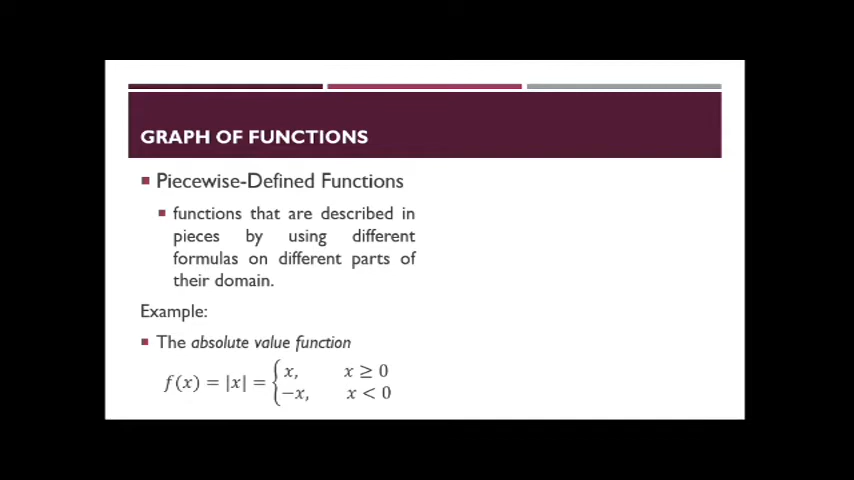 GRAPH OF FUNCTIONS
Piecewise-Defined Functions
functions that are described in
pieces by using different
formulas on different parts of
their domain.
Example:
The absolute value function
f(x) = |x| = { x, x ≥ 0
−x, x < 0